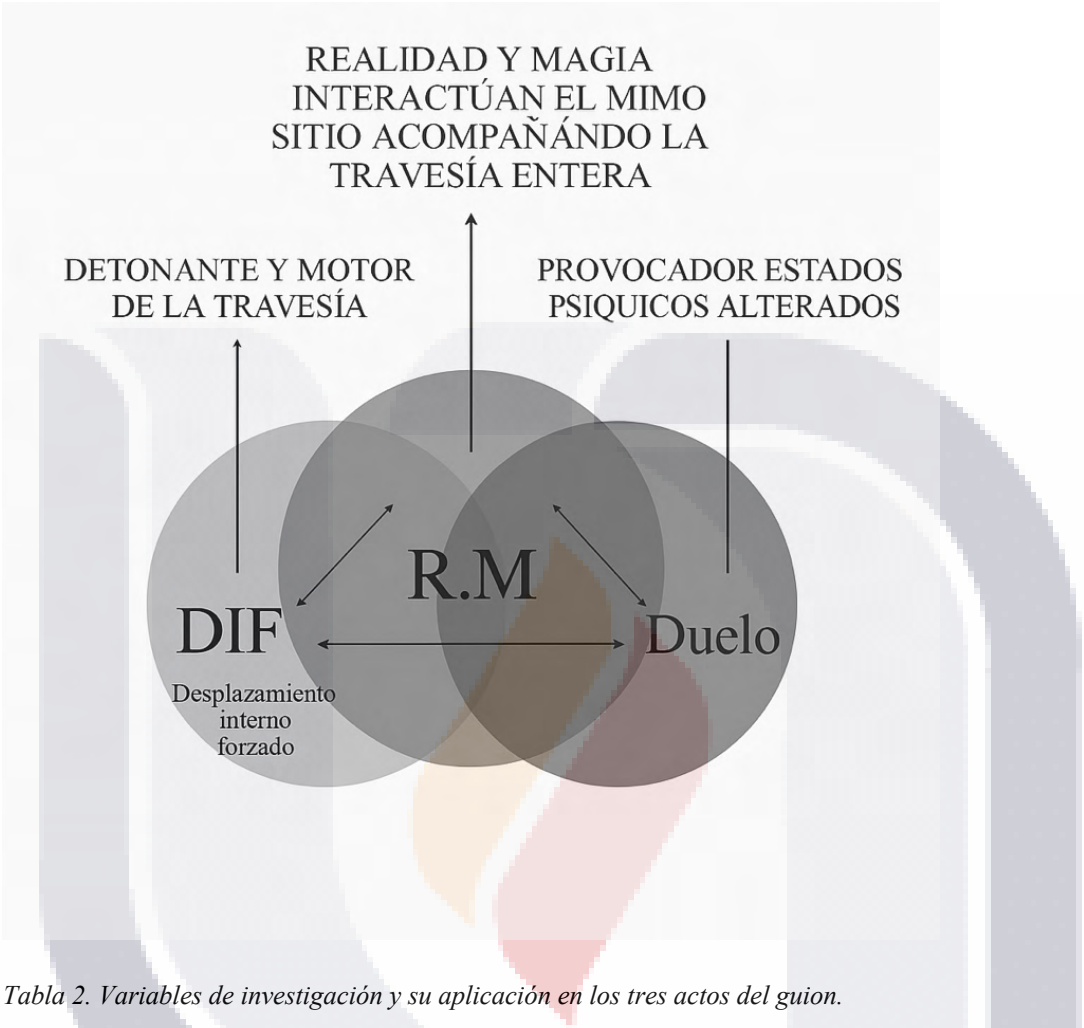 REALIDAD Y MAGIA
INTERACTÚAN EL MIMO
SITIO ACOMPAÑÁNDO LA
TRAVESÍA ENTERA
DETONANTE Y MOTOR
DE LA TRAVESÍA
PROVOCADOR ESTADOS
PSIQUICOS ALTERADOS
R.M
DIF
Duelo
Desplazamiento
interno
forzado
Tabla 2. Variables de investigación y su aplicación en los tres actos del guion.